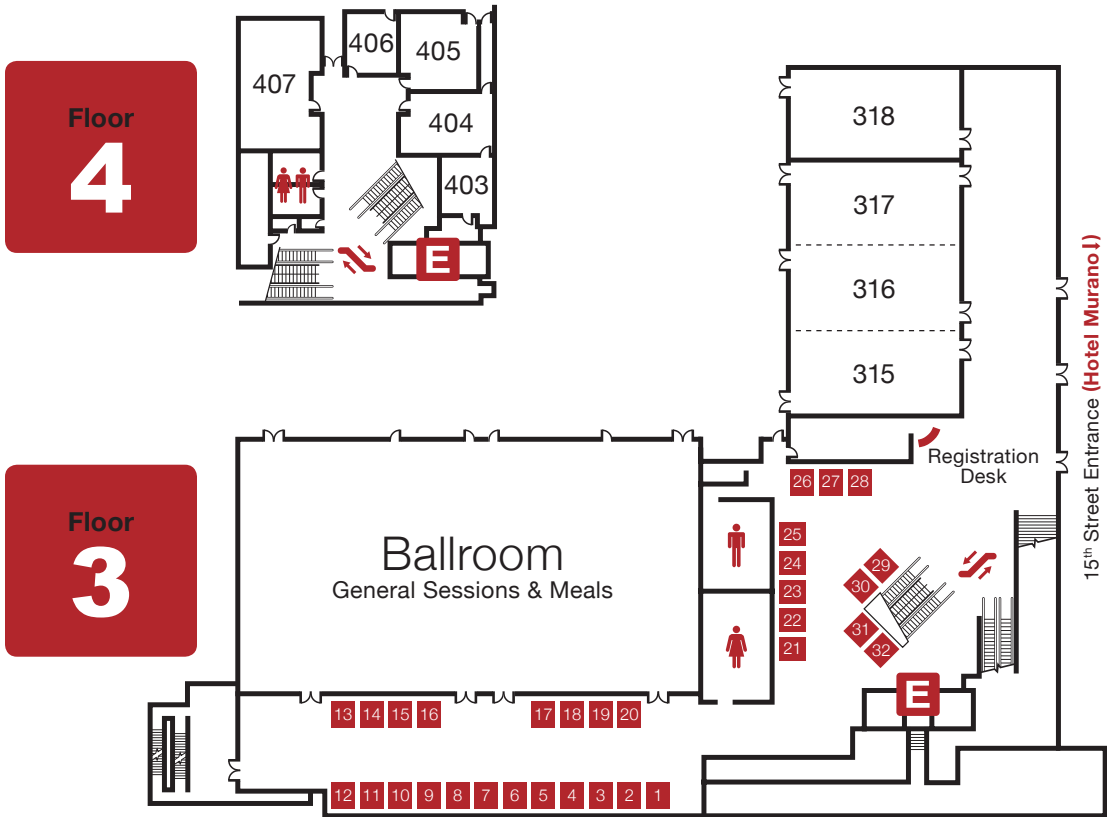 Floor
4
406
405
407
404
403
E
318
317
316
315
15th Street Entrance (Hotel Murano↓)
Registration
Desk
Floor
3
Ballroom
General Sessions & Meals
26 27 28
25
24
23
22
21
29
30
31
32
E
13 14 15 16
17 18 19 20
12 11 10 9 8 7 6 5 4 3 2 1